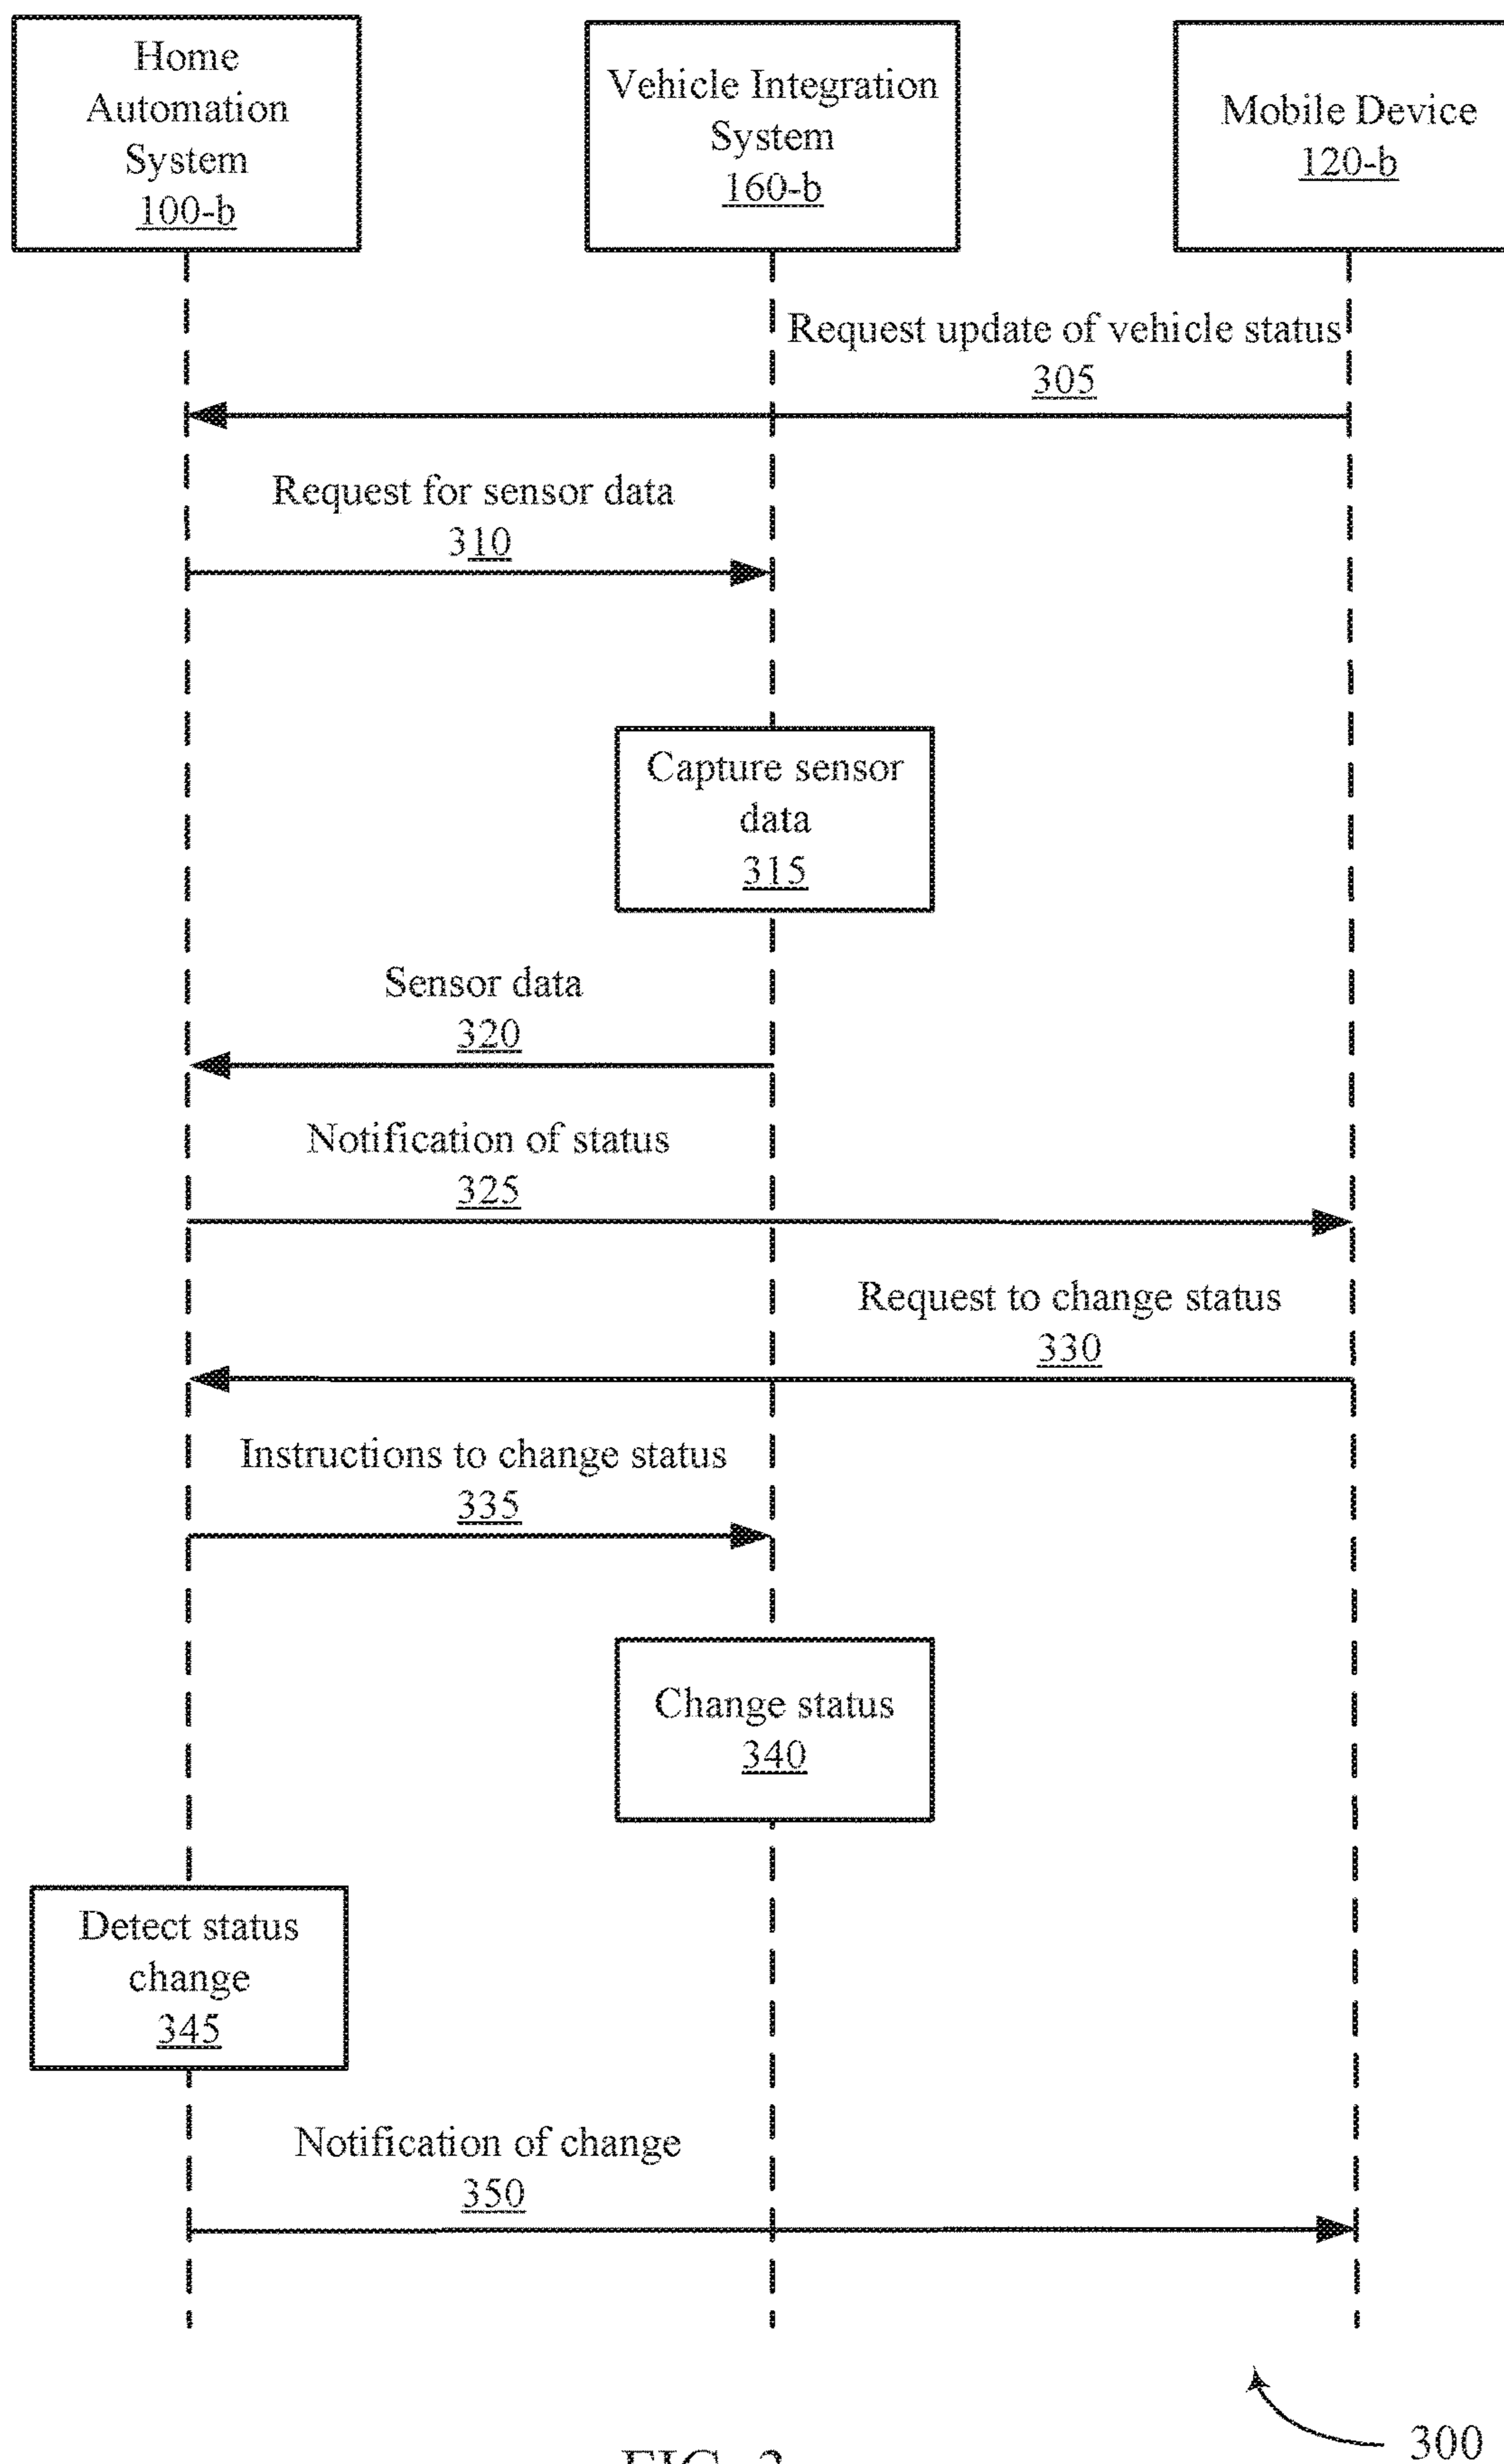 Home
Automation
System
100-b
Vehicle Integration
System
160-b
Mobile Device
120-b
Request update of vehicle status
305
Request for sensor data
310
Capture sensor
data
315
Sensor data
320
Notification of status
325
Request to change status
330
Instructions to change status
335
Change status
340
Detect status
change
345
Notification of change
350
300
FIG. 3